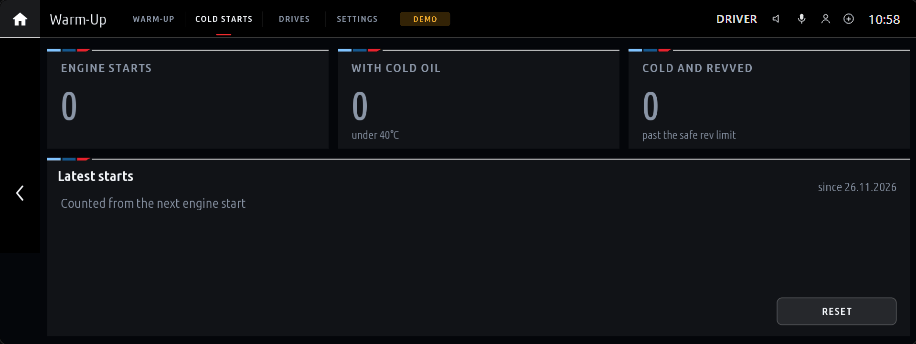 Warm-Up WARM-UP COLD STARTS DRIVES SETTINGS DEMO DRIVER 10:58
ENGINE STARTS
0
WITH COLD OIL
0
under 40°C
COLD AND REVVED
0
past the safe rev limit
Latest starts
since 26.11.2026
Counted from the next engine start
RESET